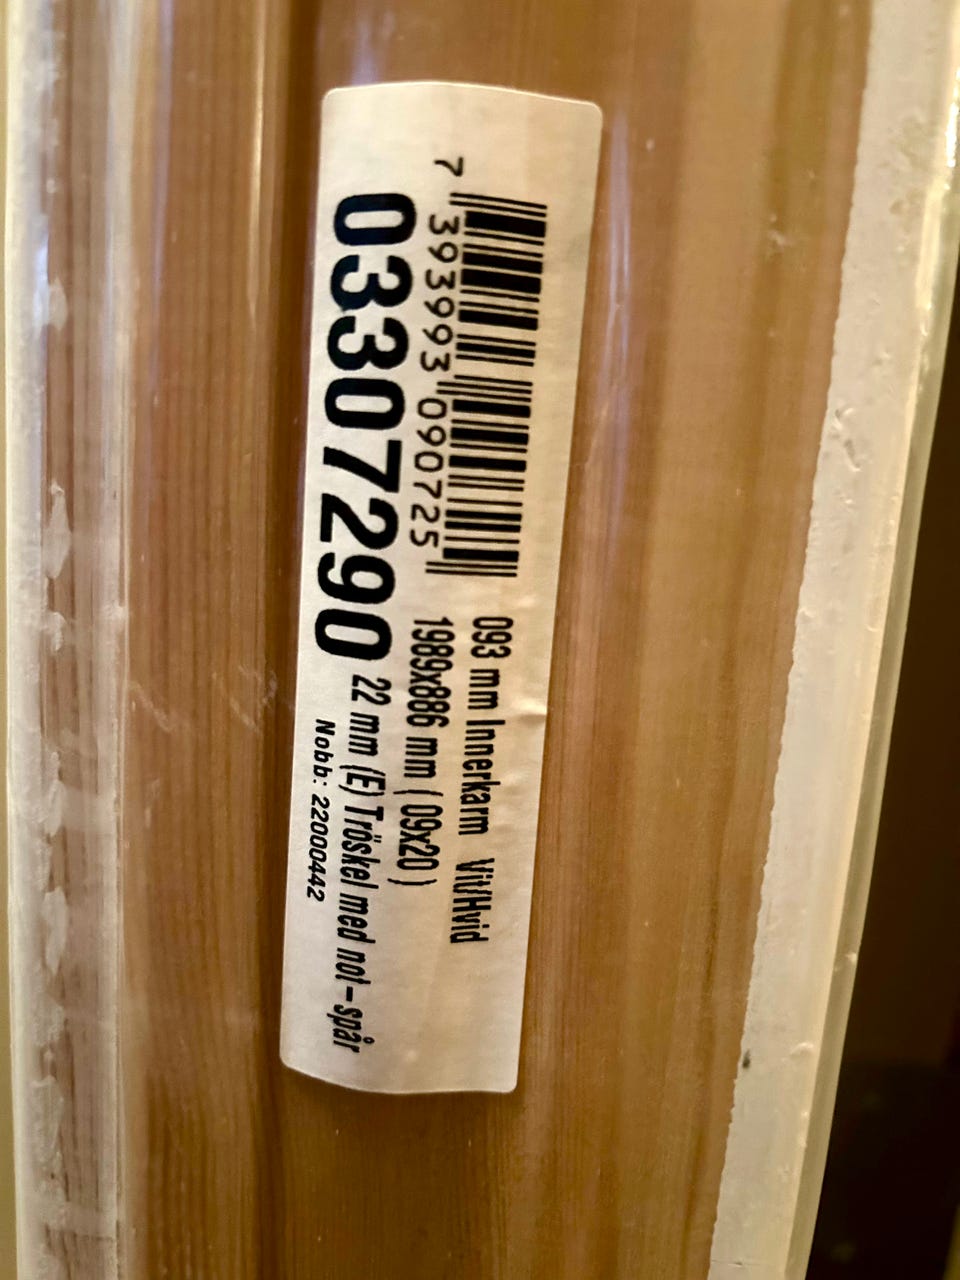 7 393993 090725
093 mm Innerkarm Vit/Hvid
1989x886 mm ( 09x20 )
03307290
22 mm (E) Tröskel med not-spår
Nobb: 22000442